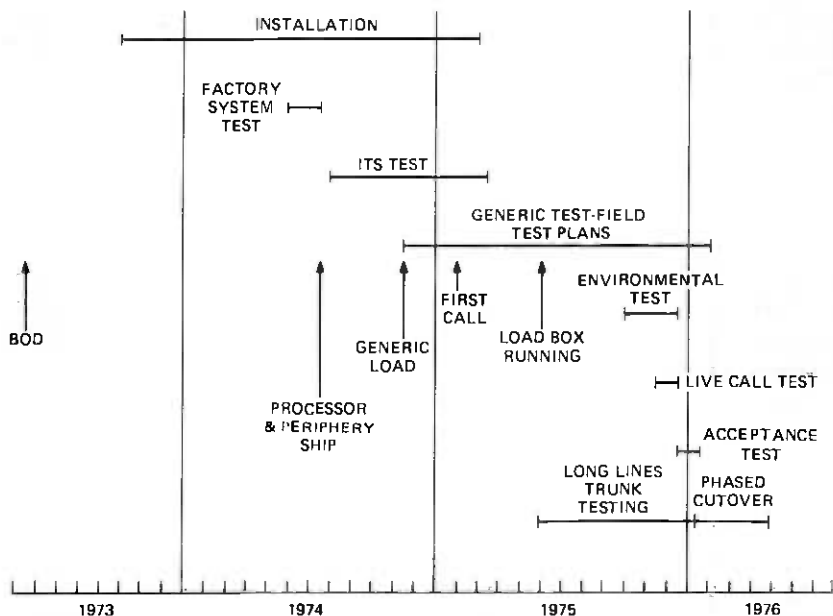 INSTALLATION
FACTORY
SYSTEM
TEST
ITS TEST
GENERIC TEST-FIELD
TEST PLANS
BOD
PROCESSOR
& PERIPHERY
SHIP
GENERIC
LOAD
FIRST
CALL
LOAD BOX
RUNNING
ENVIRONMENTAL
TEST
LIVE CALL TEST
ACCEPTANCE
TEST
LONG LINES
TRUNK
TESTING
PHASED
CUTOVER
1973
1974
1975
1976